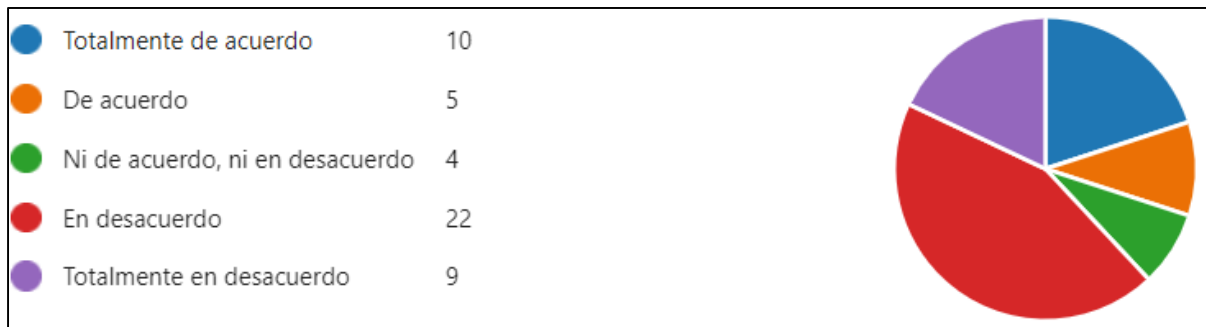 Totalmente de acuerdo 10
De acuerdo 5
Ni de acuerdo, ni en desacuerdo 4
En desacuerdo 22
Totalmente en desacuerdo 9